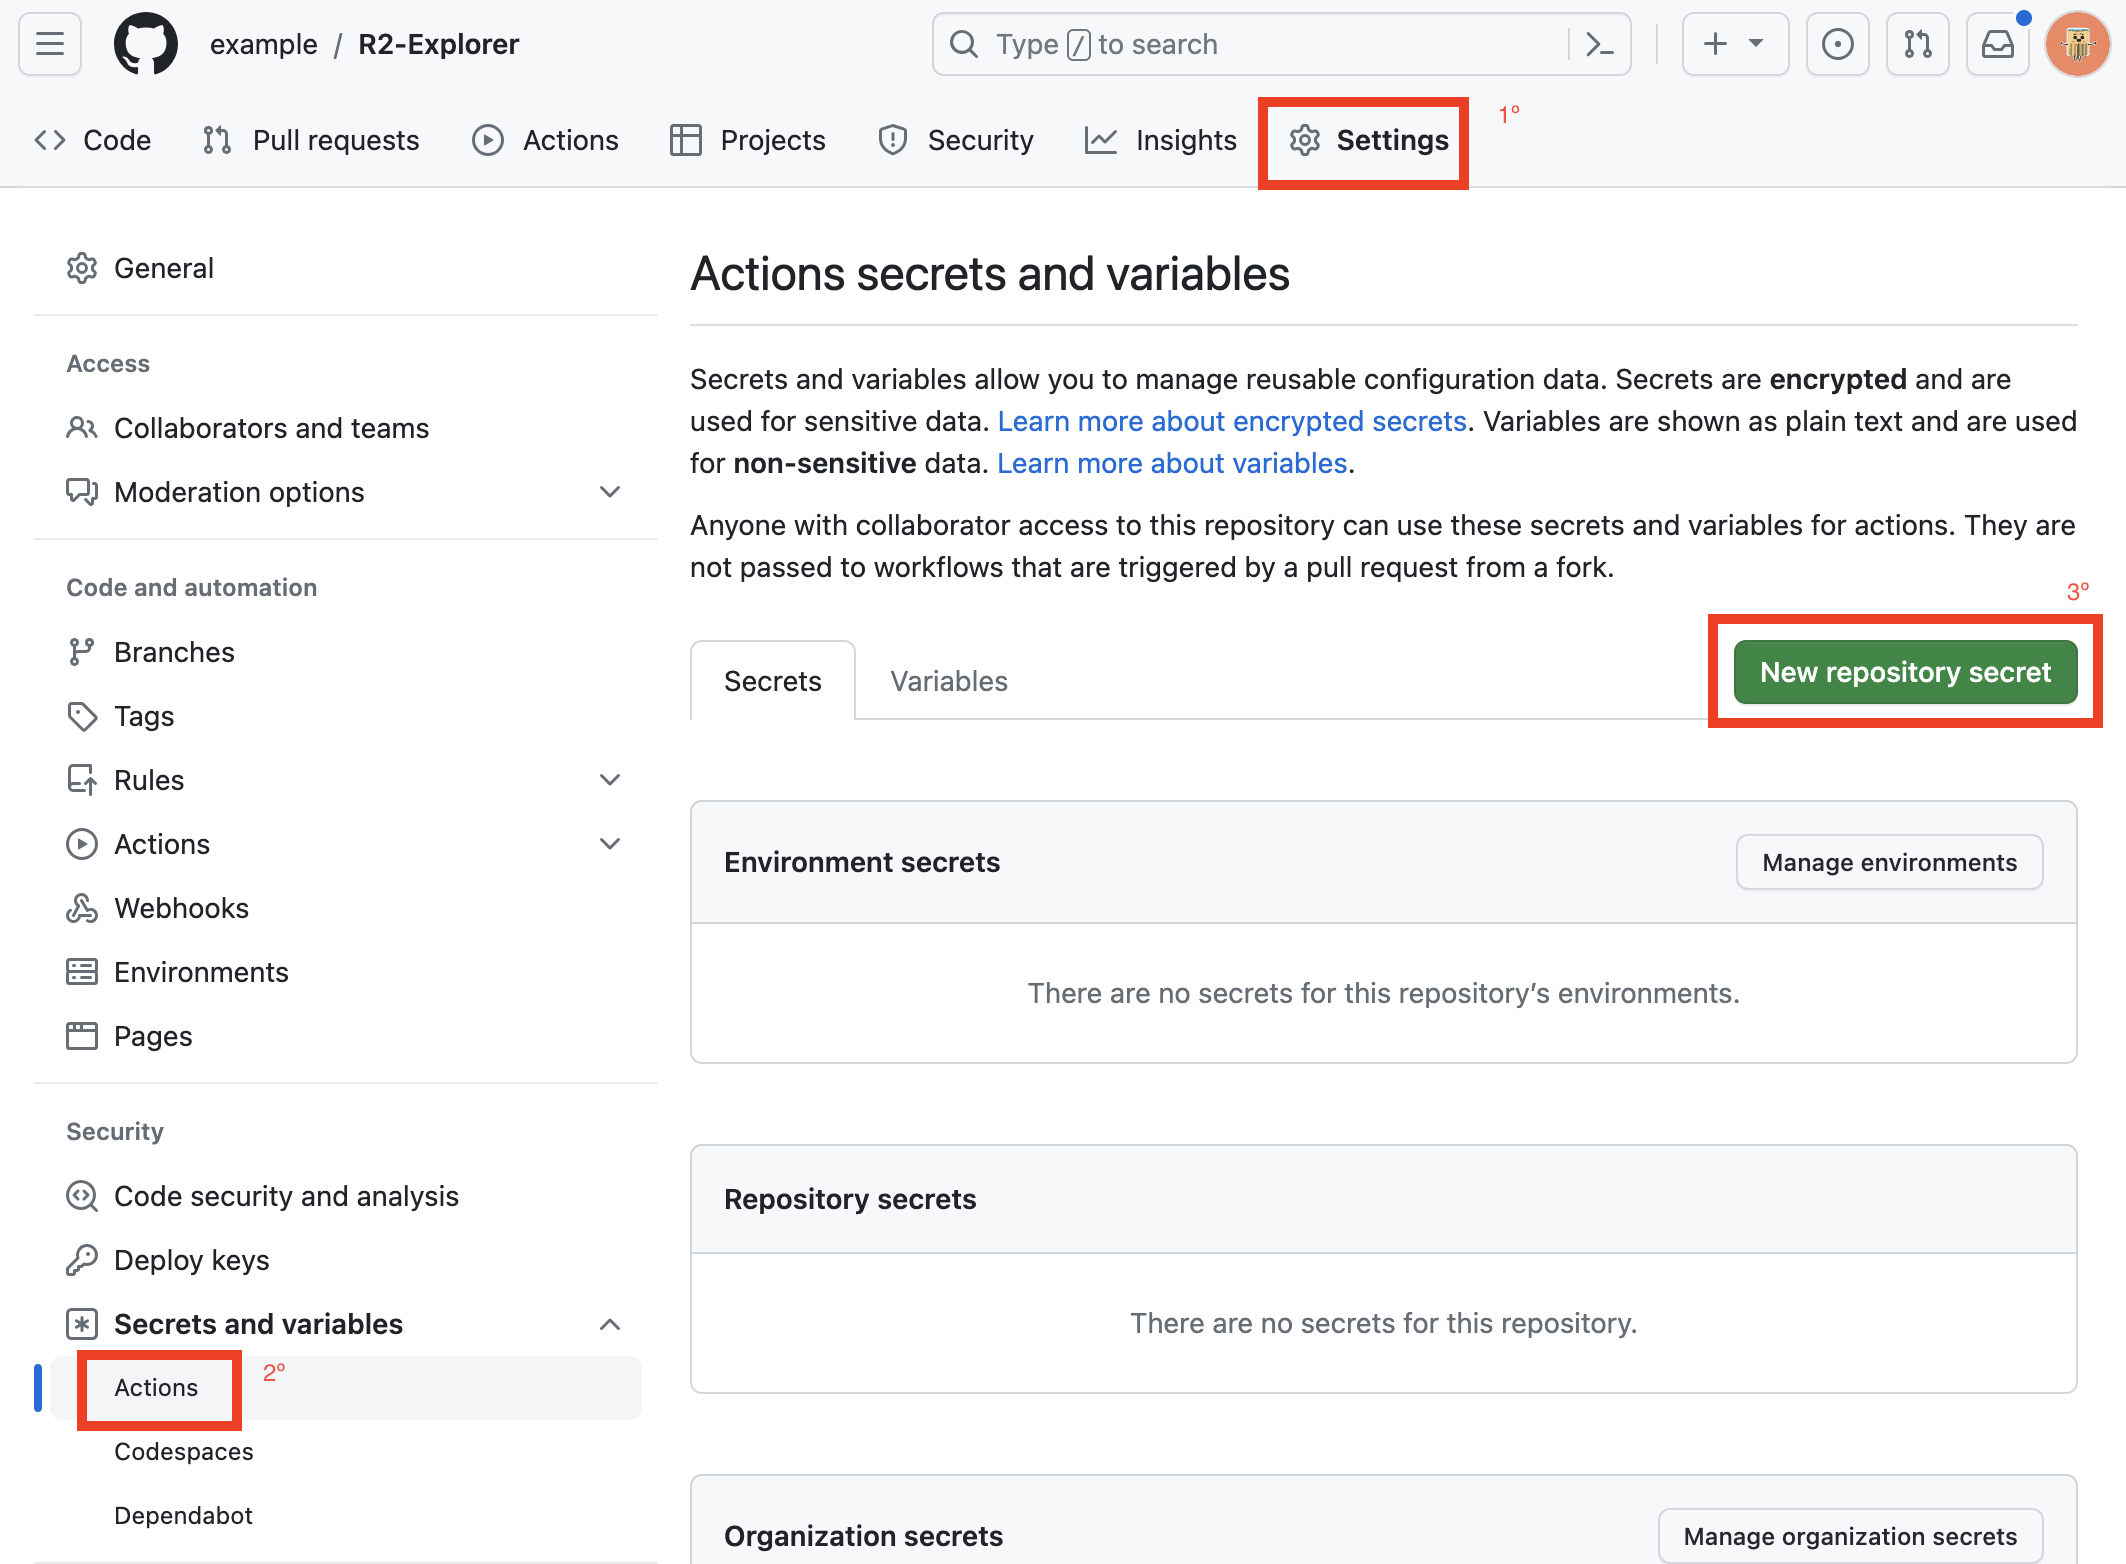 example / R2-Explorer
Type / to search
Code
Pull requests
Actions
Projects
Security
Insights
Settings
1º
General
Access
Collaborators and teams
Moderation options
Code and automation
Branches
Tags
Rules
Actions
Webhooks
Environments
Pages
Security
Code security and analysis
Deploy keys
Secrets and variables
Actions
2º
Codespaces
Dependabot
Actions secrets and variables
Secrets and variables allow you to manage reusable configuration data. Secrets are encrypted and are
used for sensitive data. Learn more about encrypted secrets. Variables are shown as plain text and are used
for non-sensitive data. Learn more about variables.
Anyone with collaborator access to this repository can use these secrets and variables for actions. They are
not passed to workflows that are triggered by a pull request from a fork.
3º
Secrets
Variables
New repository secret
Environment secrets
Manage environments
There are no secrets for this repository’s environments.
Repository secrets
There are no secrets for this repository.
Organization secrets
Manage organization secrets